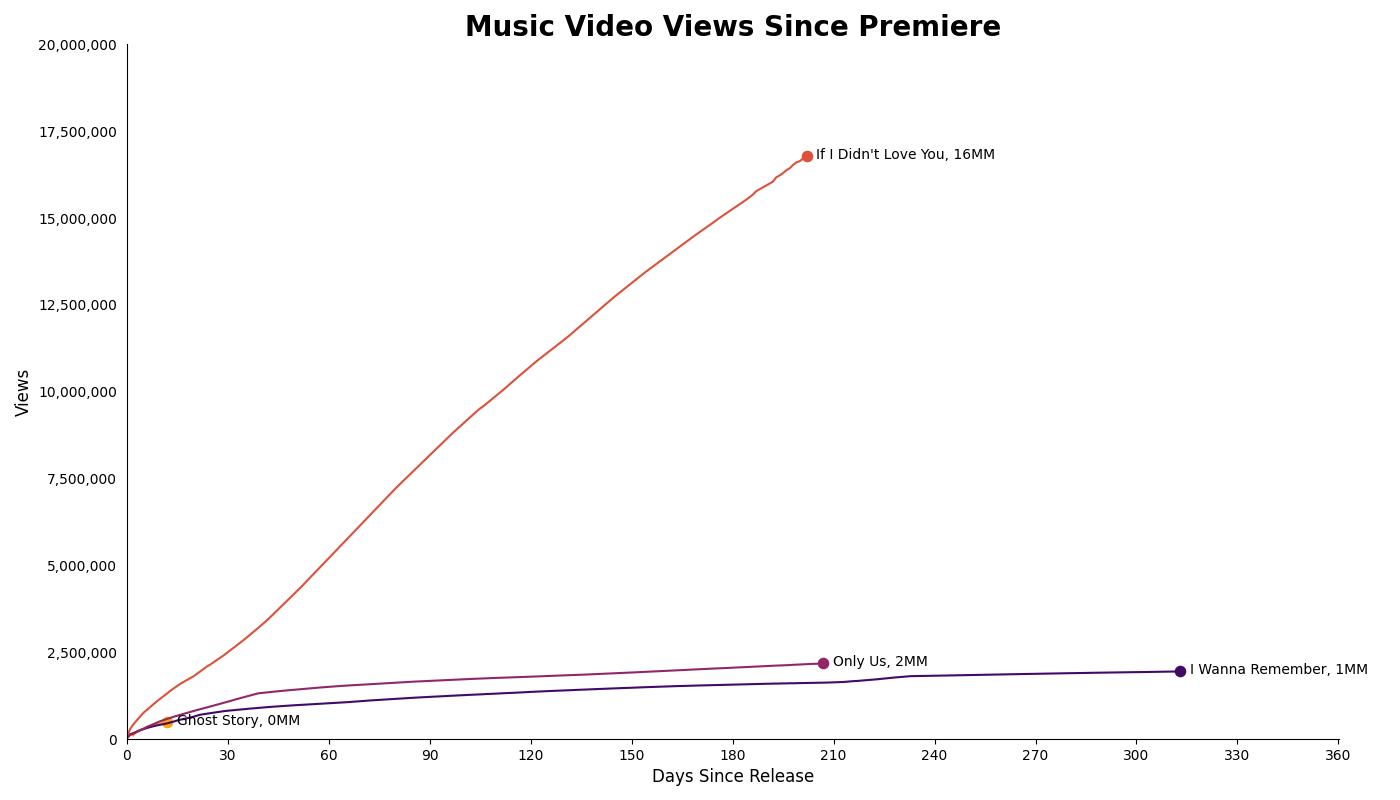 Music Video Views Since Premiere
20,000,000
17,500,000
If I Didn't Love You, 16MM
15,000,000
12,500,000
10,000,000
Views
7,500,000
5,000,000
2,500,000
Only Us, 2MM
I Wanna Remember, 1MM
Ghost Story, 0MM
0
0 30 60 90 120 150 180 210 240 270 300 330 360
Days Since Release